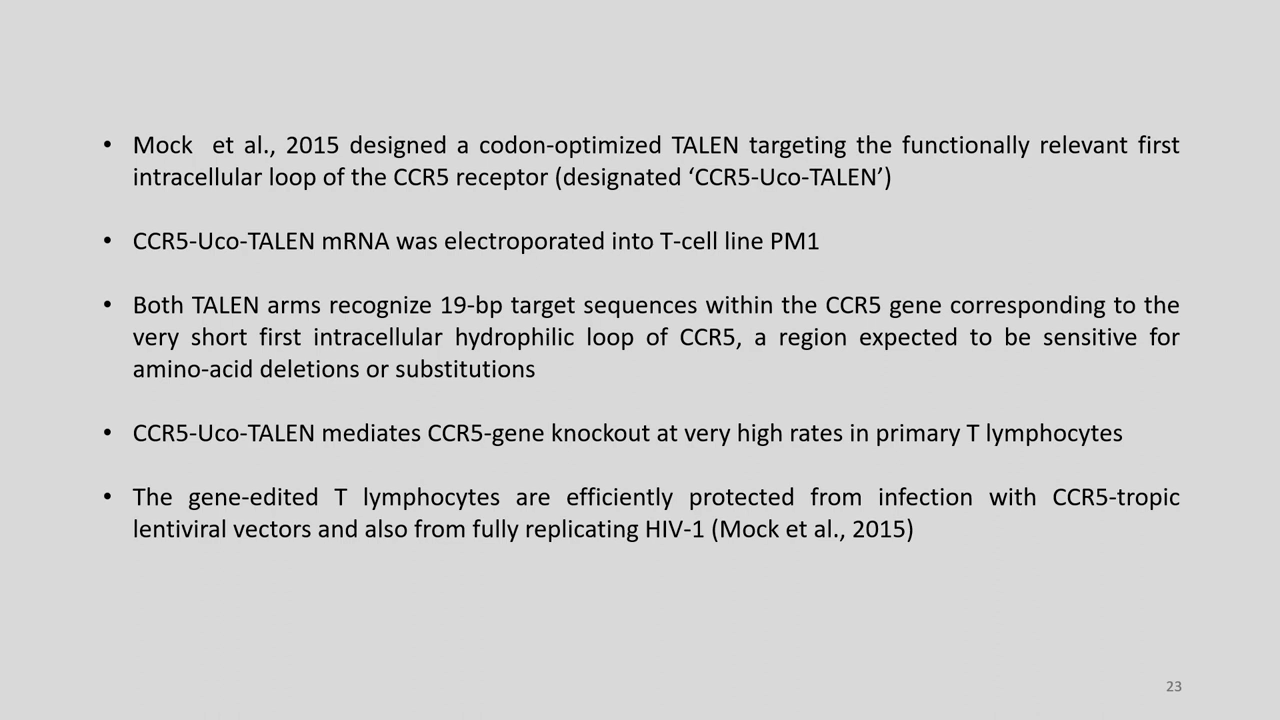 • Mock  et al., 2015 designed a codon-optimized TALEN targeting the functionally relevant first
intracellular loop of the CCR5 receptor (designated ‘CCR5-Uco-TALEN’)
• CCR5-Uco-TALEN mRNA was electroporated into T-cell line PM1
• Both TALEN arms recognize 19-bp target sequences within the CCR5 gene corresponding to the
very short first intracellular hydrophilic loop of CCR5, a region expected to be sensitive for
amino-acid deletions or substitutions
• CCR5-Uco-TALEN mediates CCR5-gene knockout at very high rates in primary T lymphocytes
• The gene-edited T lymphocytes are efficiently protected from infection with CCR5-tropic
lentiviral vectors and also from fully replicating HIV-1 (Mock et al., 2015)
23